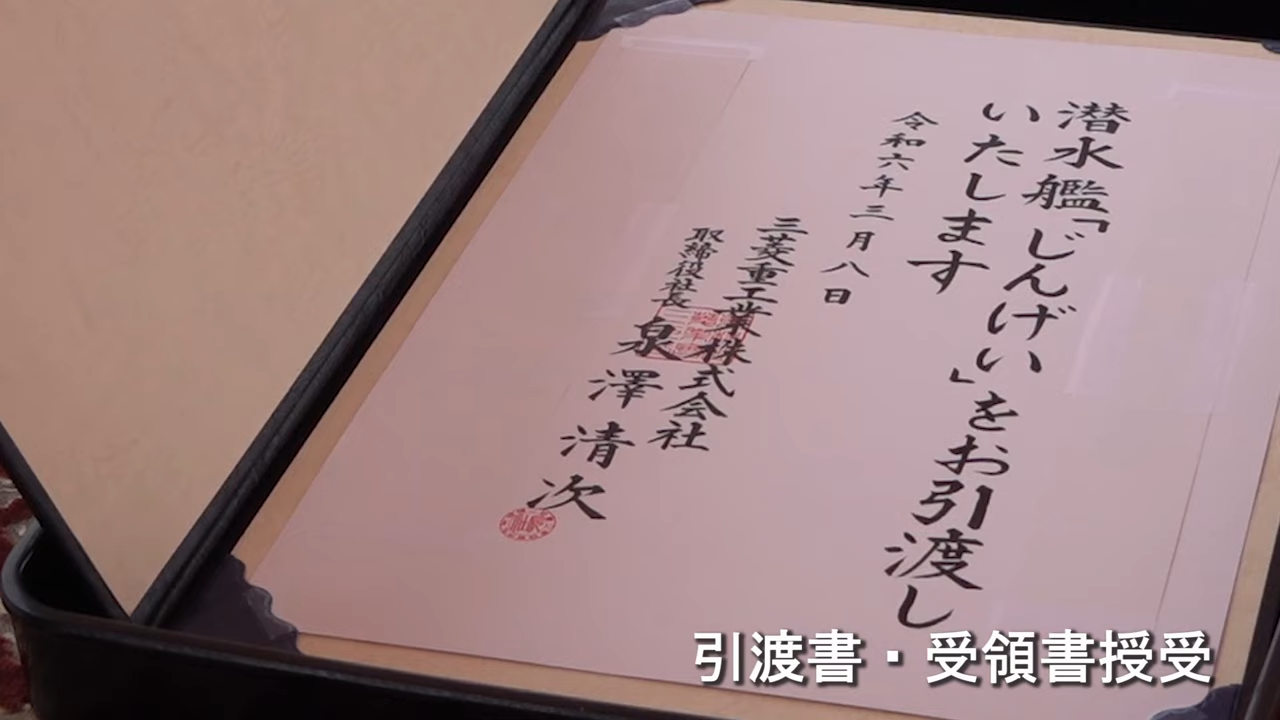 潜水艦「じんげい」をお引渡し
いたします
令和六年三月八日
三菱重工業株式会社
取締役社長 泉澤清次
引渡書・受領書授受